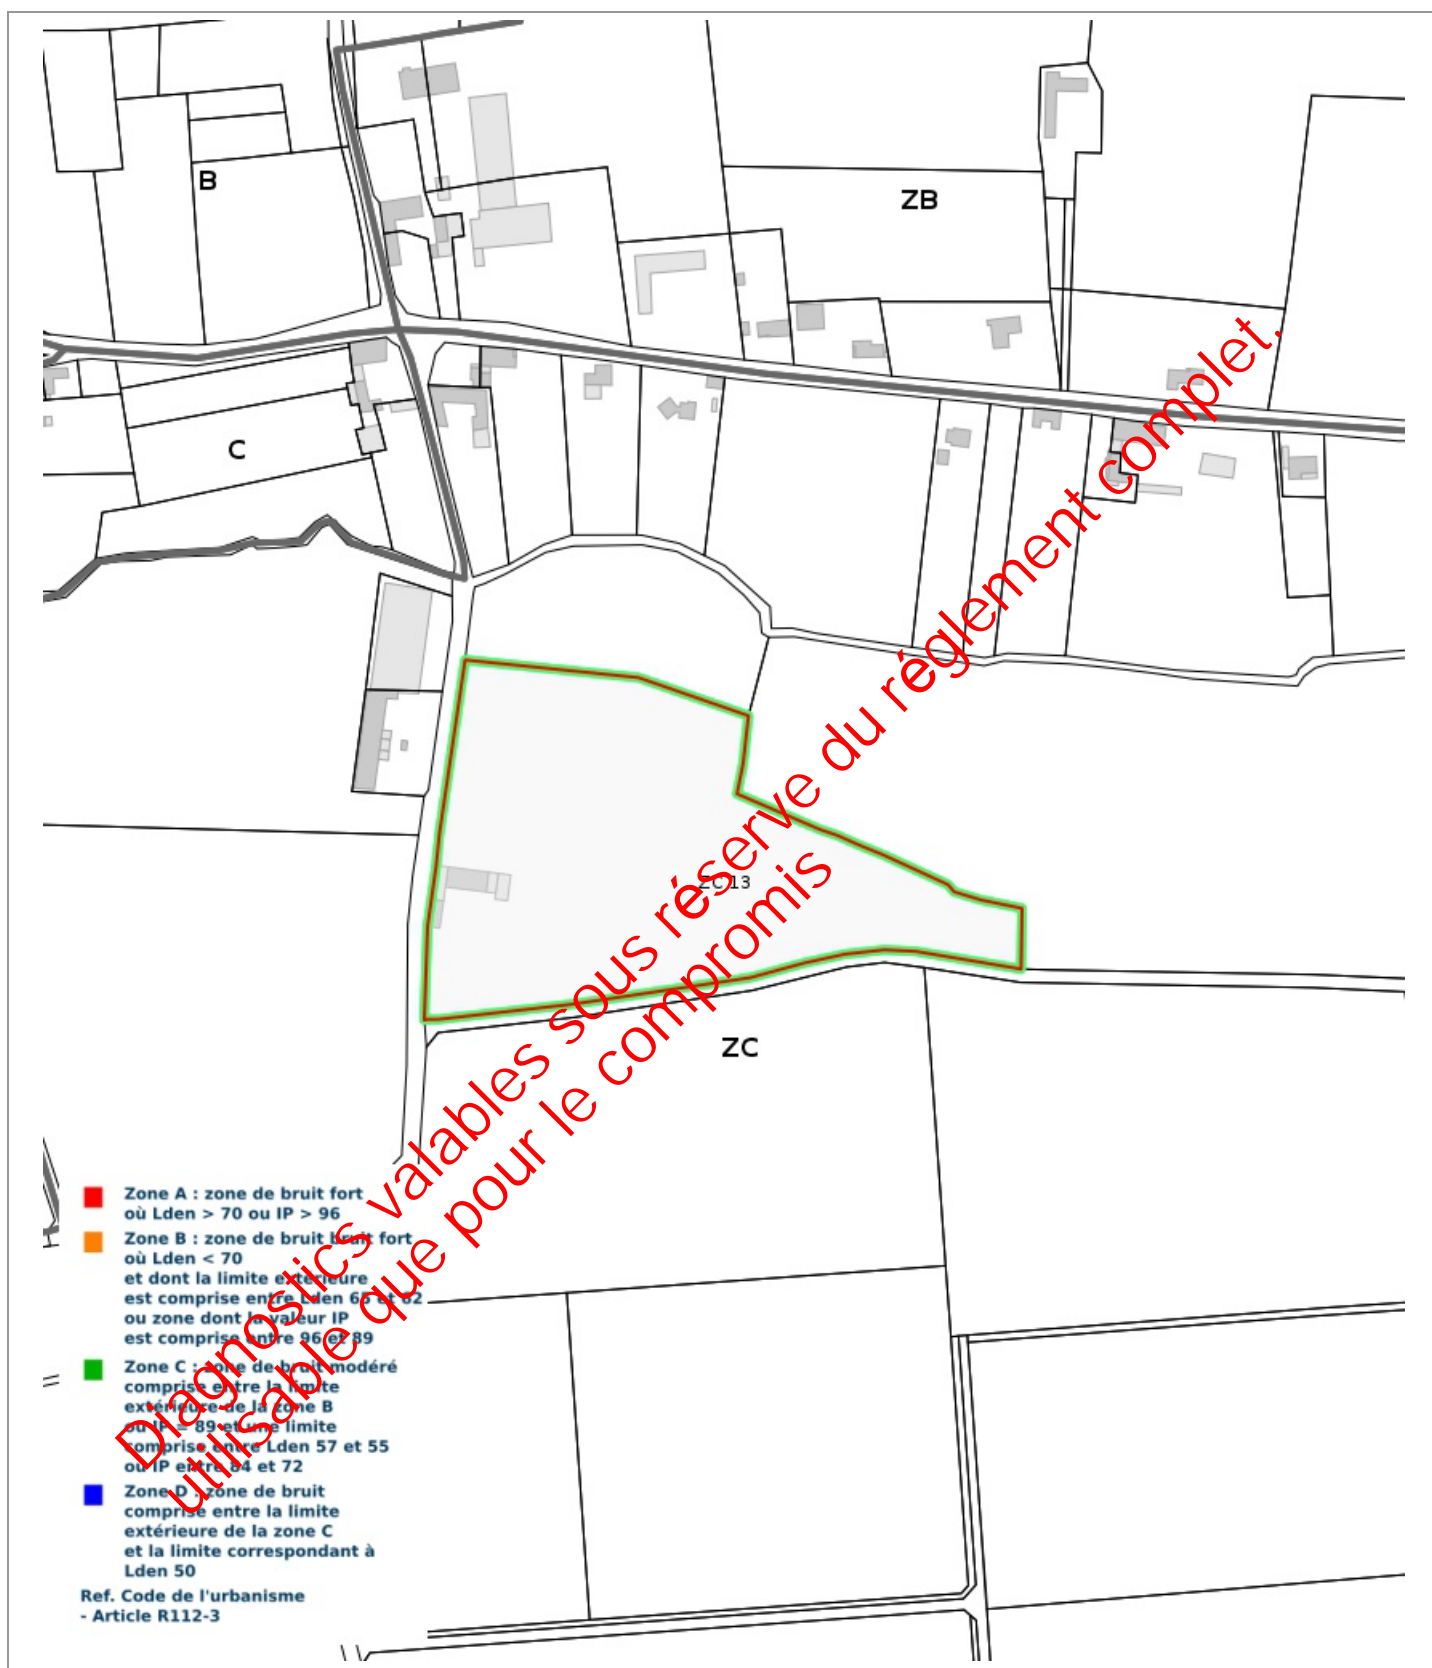 B
ZB
C
ZC 13
ZC
Diagnostics valables sous réserve du réglement complet.
utilisable que pour le compromis
Zone A : zone de bruit fort
où Lden > 70 ou IP > 96
Zone B : zone de bruit bruit fort
où Lden < 70
et dont la limite extérieure
est comprise entre Lden 65 et 62
ou zone dont la valeur IP
est comprise entre 96 et 89
Zone C : zone de bruit modéré
comprise entre la limite
extérieure de la zone B
ou IP = 89 et une limite
comprise entre Lden 57 et 55
ou IP entre 84 et 72
Zone D : zone de bruit
comprise entre la limite
extérieure de la zone C
et la limite correspondant à
Lden 50
Ref. Code de l'urbanisme
- Article R112-3